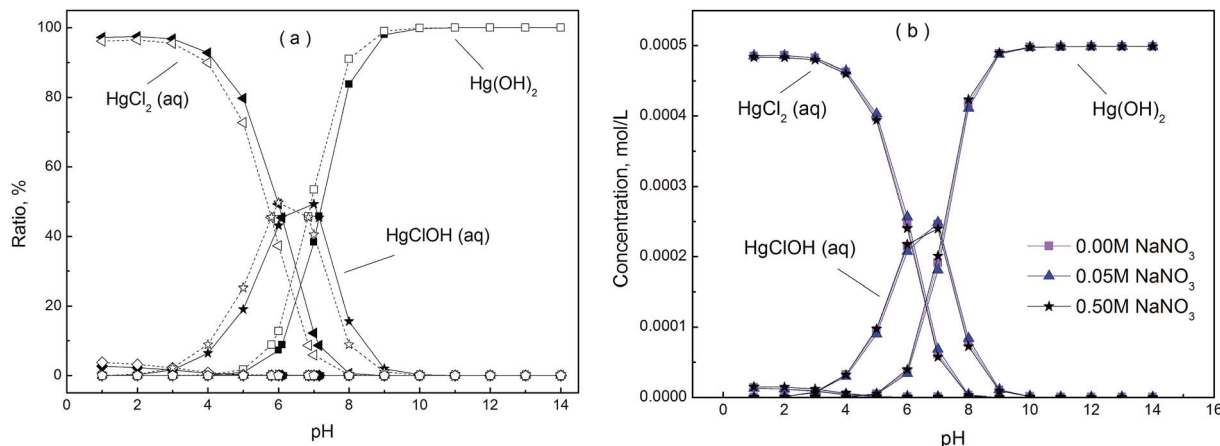 ( a )
100
80
60
40
20
0
Ratio, %
HgCl₂ (aq)
Hg(OH)₂
HgClOH (aq)
0 2 4 6 8 10 12 14
pH
( b )
0.0005
0.0004
0.0003
0.0002
0.0001
0.0000
Concentration, mol/L
HgCl₂ (aq)
Hg(OH)₂
HgClOH (aq)
0.00M NaNO₃
0.05M NaNO₃
0.50M NaNO₃
0 2 4 6 8 10 12 14 16
pH